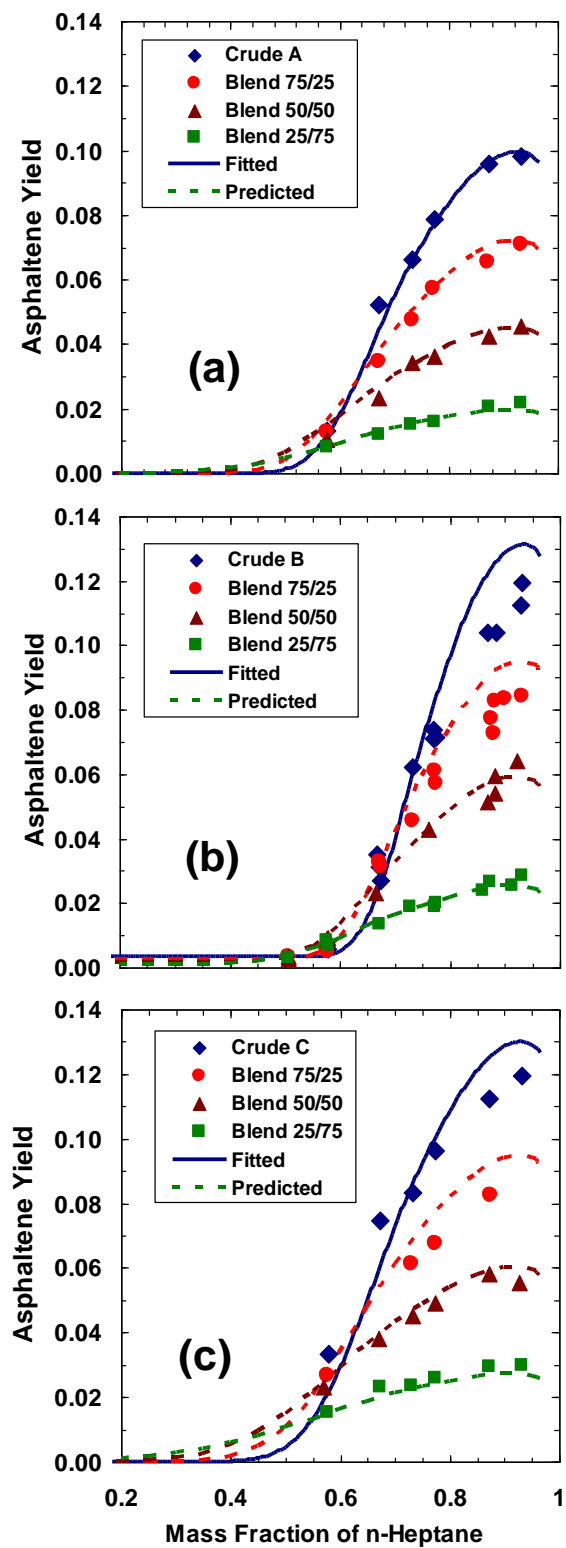 0.14
0.12
0.10
0.08
0.06
0.04
0.02
0.00
Asphaltene Yield
Crude A
Blend 75/25
Blend 50/50
Blend 25/75
Fitted
Predicted
(a)
0.14
0.12
0.10
0.08
0.06
0.04
0.02
0.00
Asphaltene Yield
Crude B
Blend 75/25
Blend 50/50
Blend 25/75
Fitted
Predicted
(b)
0.14
0.12
0.10
0.08
0.06
0.04
0.02
0.00
Asphaltene Yield
Crude C
Blend 75/25
Blend 50/50
Blend 25/75
Fitted
Predicted
(c)
0.2 0.4 0.6 0.8 1
Mass Fraction of n-Heptane